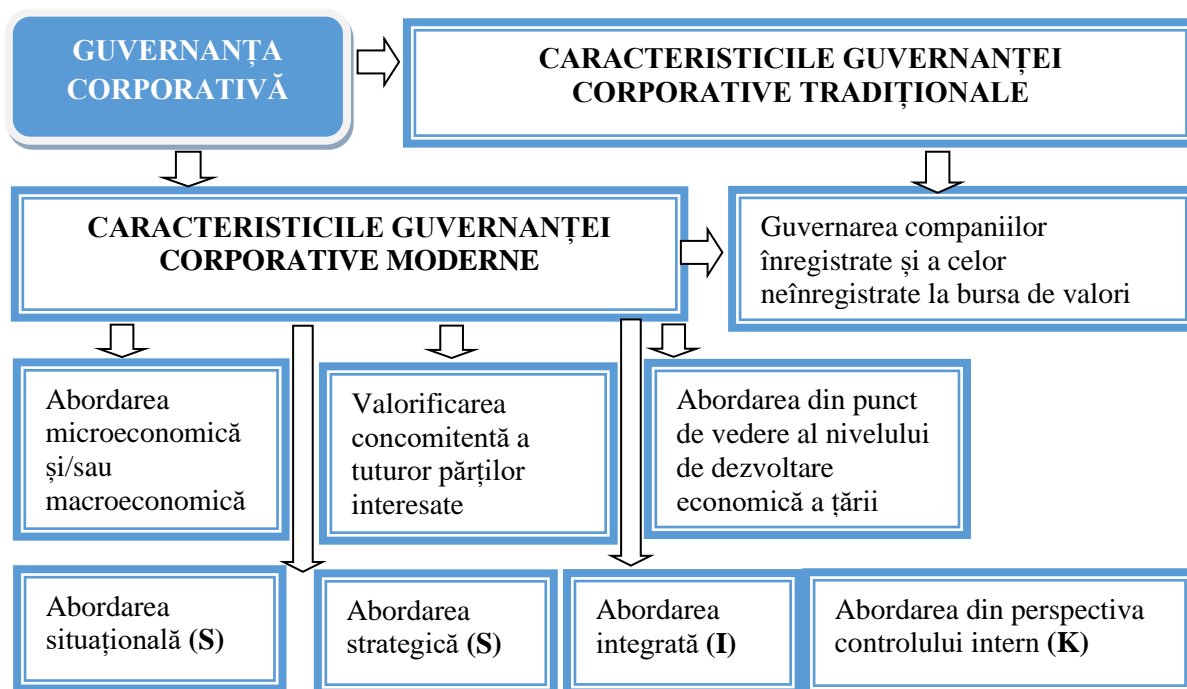 GUVERNANȚA
CORPORATIVĂ
CARACTERISTICILE GUVERNANȚEI
CORPORATIVE TRADIȚIONALE
CARACTERISTICILE GUVERNANȚEI
CORPORATIVE MODERNE
Guvernarea companiilor
înregistrate și a celor
neînregistrate la bursa de valori
Abordarea
microeconomică
și/sau
macroeconomică
Valorificarea
concomitentă a
tuturor părților
interesate
Abordarea din punct
de vedere al nivelului
de dezvoltare
economică a țării
Abordarea
situațională (S)
Abordarea
strategică (S)
Abordarea
integrată (I)
Abordarea din perspectiva
controlului intern (K)